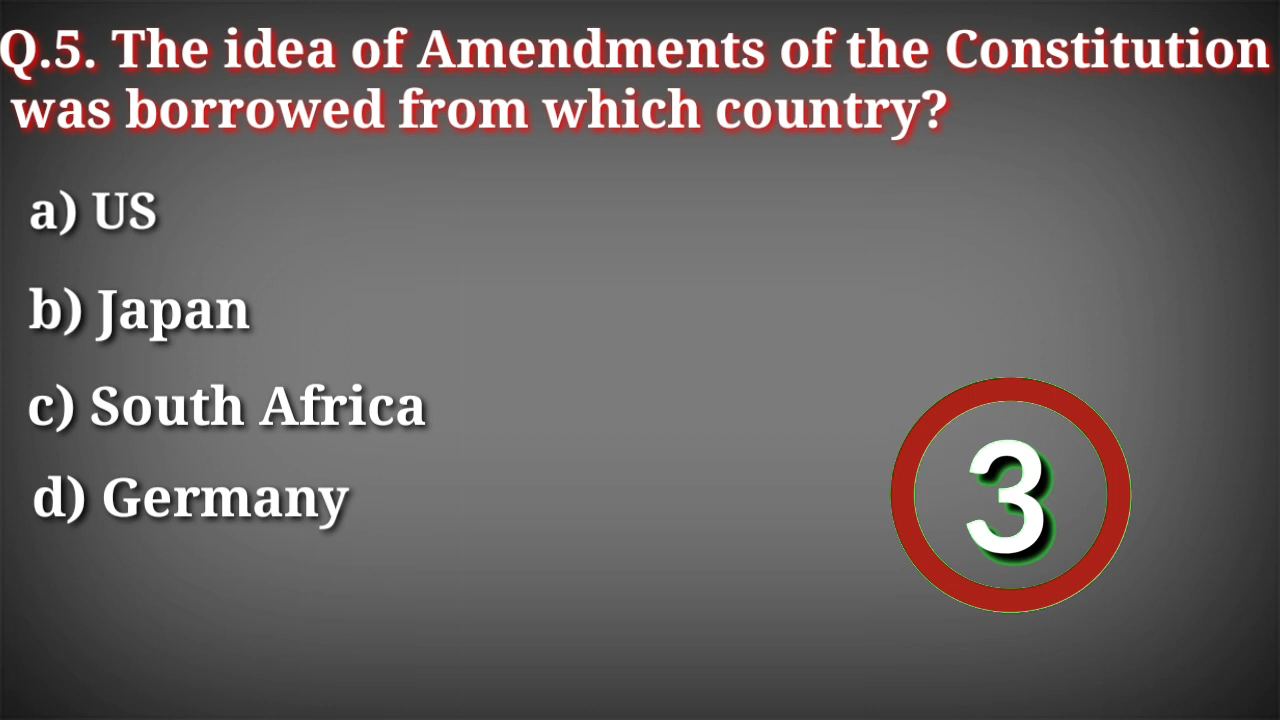 Q.5. The idea of Amendments of the Constitution
was borrowed from which country?
a) US
b) Japan
c) South Africa
d) Germany
3